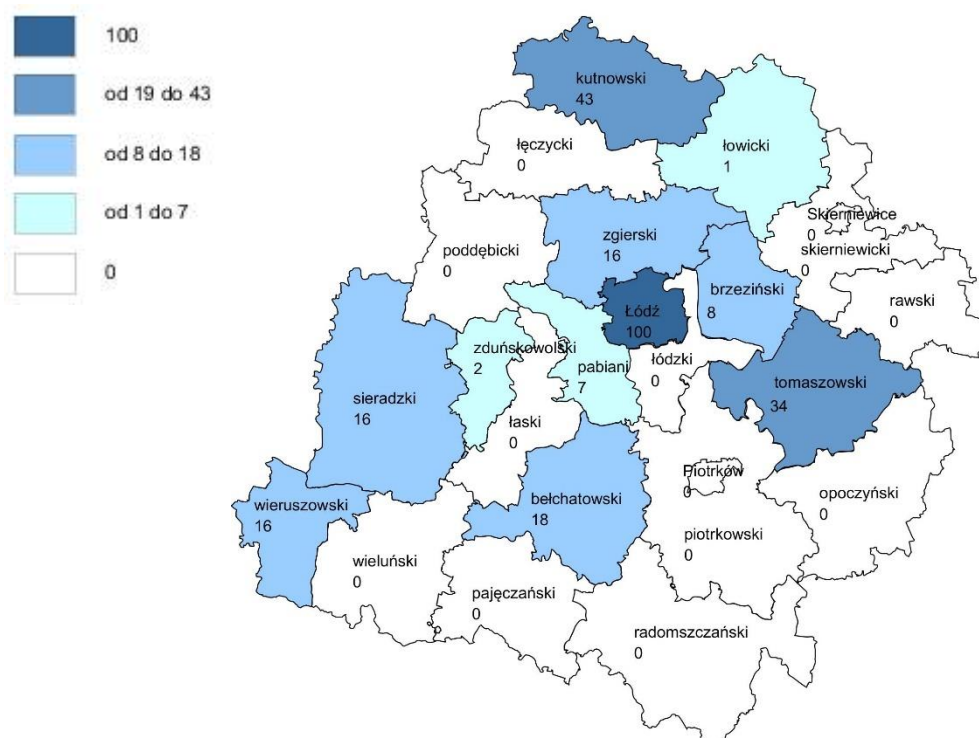 100
od 19 do 43
od 8 do 18
od 1 do 7
0
kutnowski
43
łęczycki
0
łowicki
1
Skierniewice
0
skierniewicki
0
poddębicki
0
zgierski
16
brzeziński
8
rawski
0
Łódź
100
zduńskowolski
2
pabiani
7
łódzki
0
tomaszowski
34
sieradzki
16
łaski
0
Piotrków
0
opoczyński
0
wieruszowski
16
bełchatowski
18
piotrkowski
0
wieluński
0
pajęczański
0
radomszczański
0